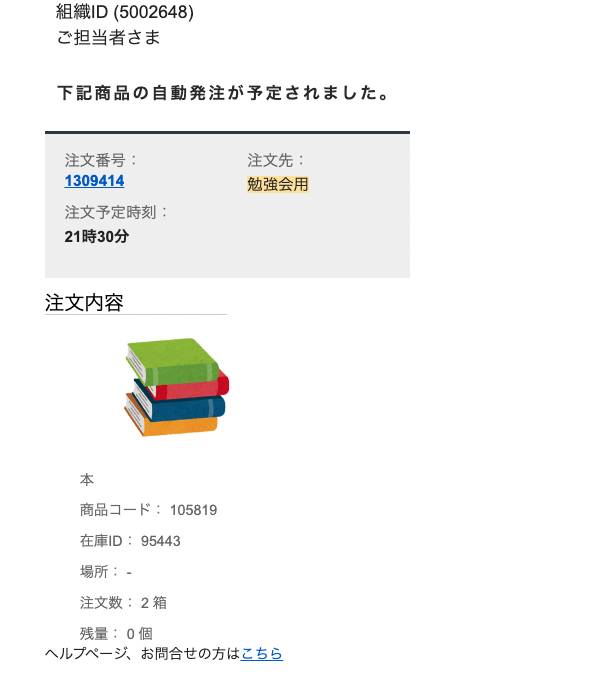 組織ID (5002648)
ご担当者さま
下記商品の自動発注が予定されました。
注文番号：
1309414
注文先：
勉強会用
注文予定時刻：
21時30分
注文内容
本
商品コード： 105819
在庫ID： 95443
場所： -
注文数： 2 箱
残量： 0 個
ヘルプページ、お問合せの方はこちら